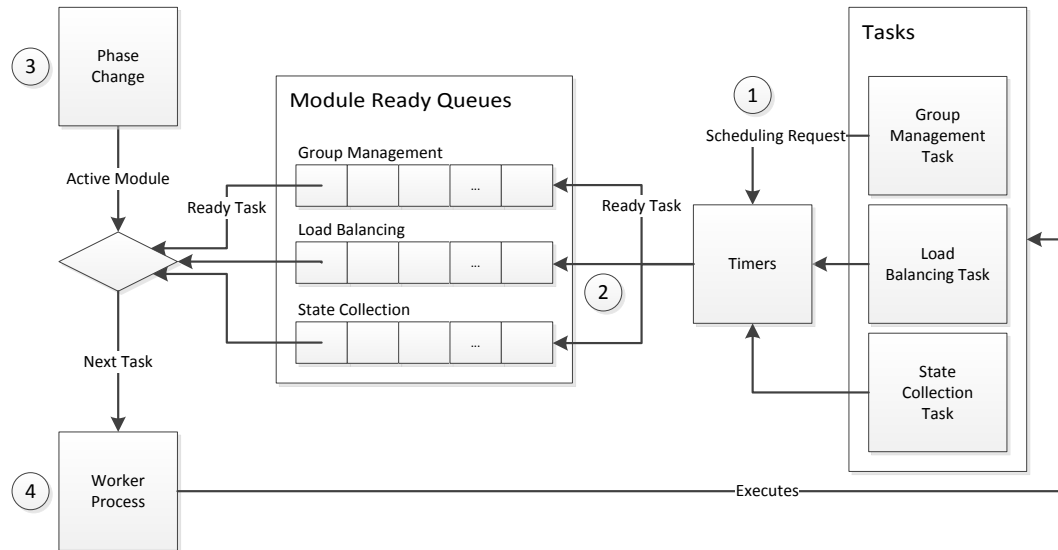 Tasks
3
Phase
Change
Module Ready Queues
1
Scheduling Request
Group
Management
Task
Group Management
...
Active Module
Ready Task
Ready Task
Load Balancing
...
Timers
Load
Balancing Task
2
State Collection
...
Next Task
State
Collection
Task
4
Worker
Process
Executes